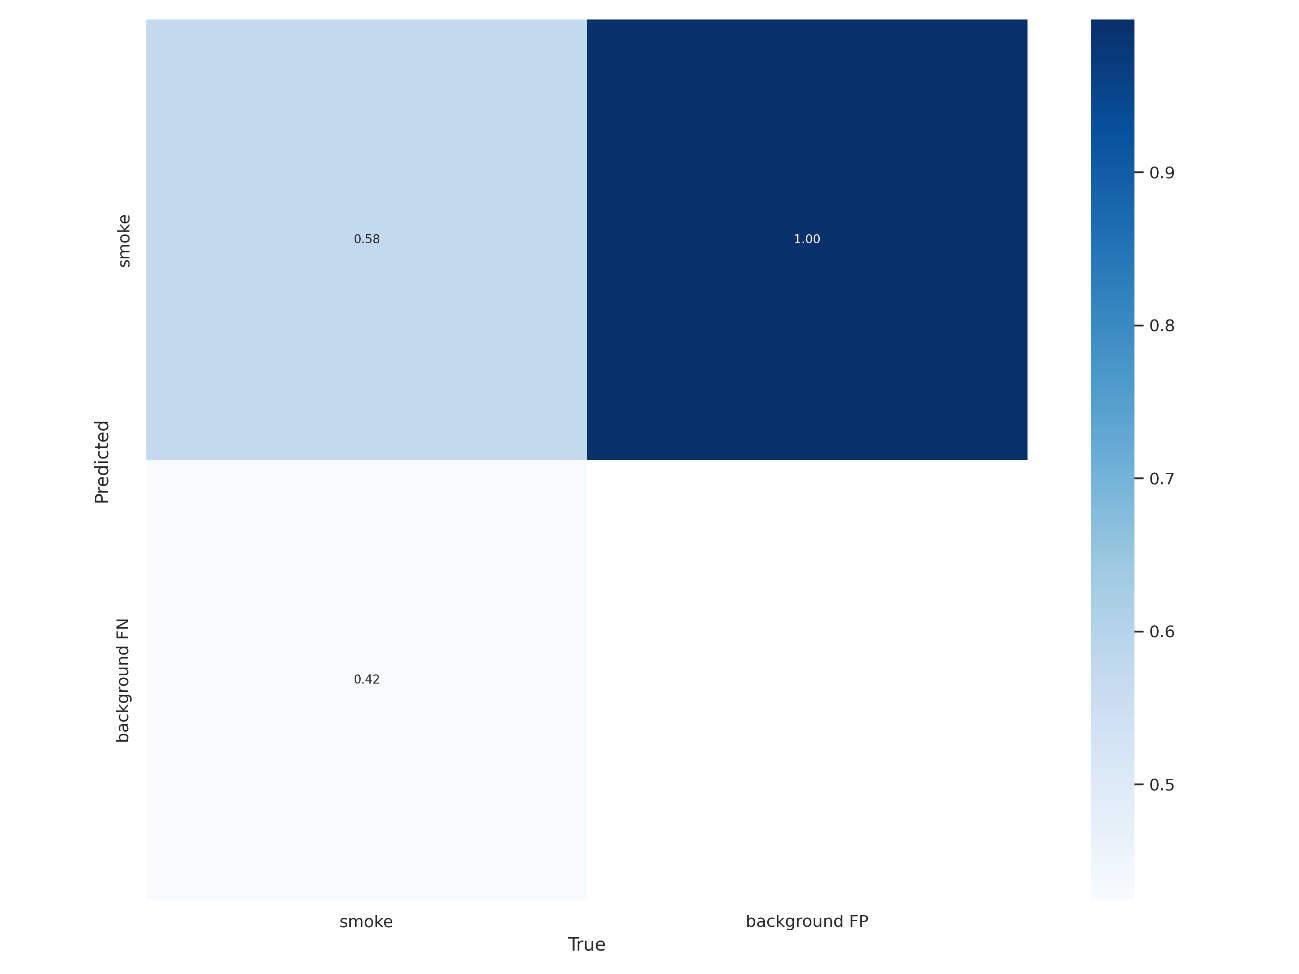 smoke
0.58
1.00
Predicted
background FN
0.42
smoke
background FP
True
0.9
0.8
0.7
0.6
0.5